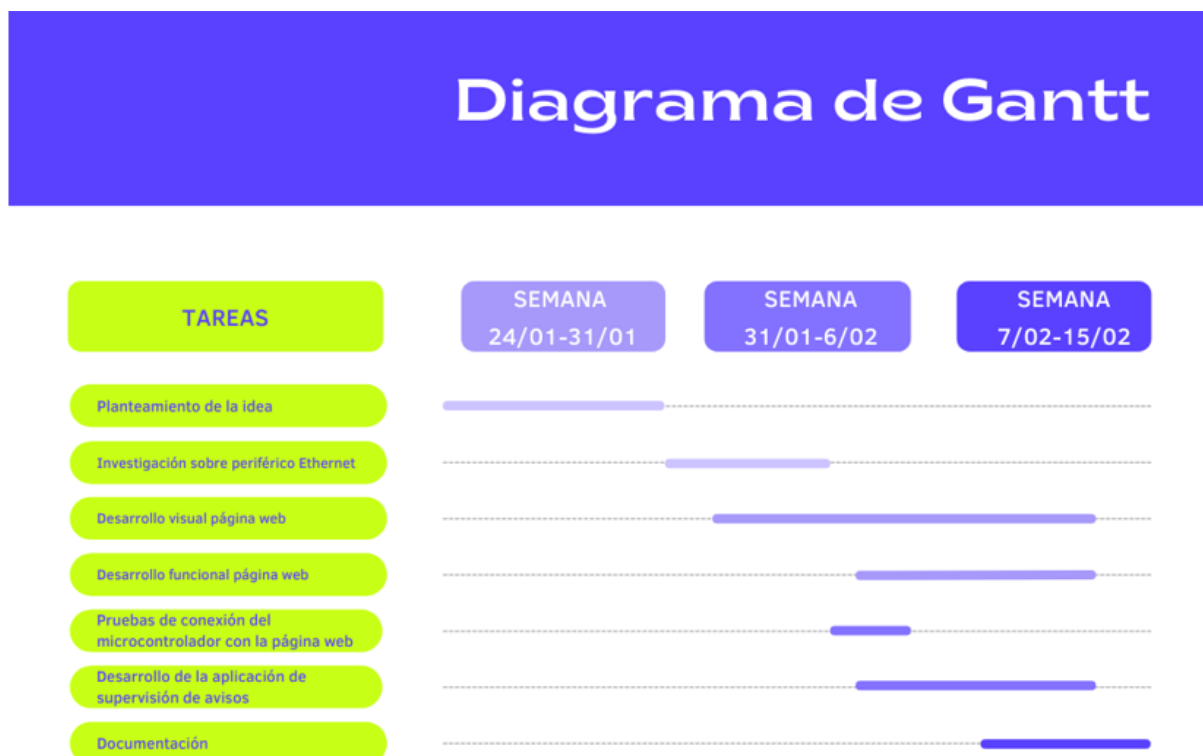 Diagrama de Gantt
TAREAS
SEMANA
24/01-31/01
SEMANA
31/01-6/02
SEMANA
7/02-15/02
Planteamiento de la idea
Investigación sobre periférico Ethernet
Desarrollo visual página web
Desarrollo funcional página web
Pruebas de conexión del
microcontrolador con la página web
Desarrollo de la aplicación de
supervisión de avisos
Documentación